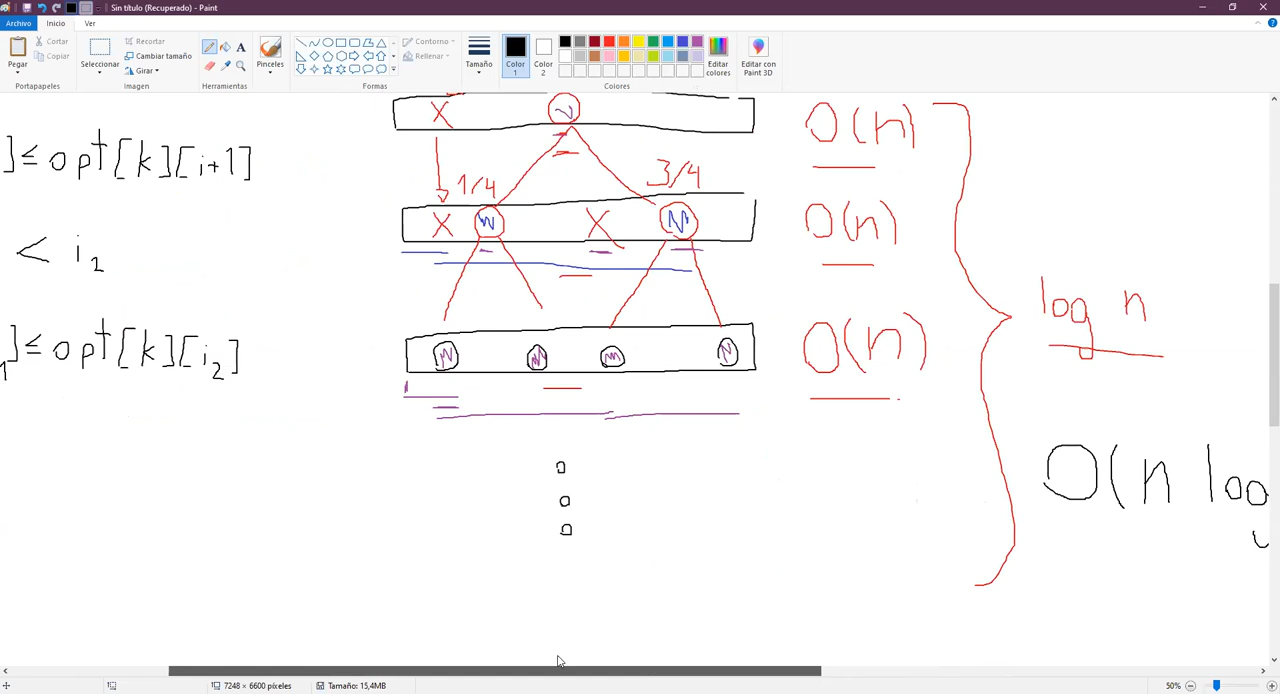 Sin título (Recuperado) - Paint
Archivo Inicio Ver
Pegar
Cortar
Copiar
Portapapeles
Seleccionar
Recortar
Cambiar tamaño
Girar
Imagen
A
Herramientas
Pinceles
Contorno
Rellenar
Formas
Tamaño
Color
1
Color
2
Editar
colores
Colores
Editar con
Paint 3D
X
O(n)
] ≤ opt[k][i+1]
1/4
3/4
X
X
O(n)
< i2
log n
1] ≤ opt[k][i2]
O(n)
O(n log
7248 × 6600 píxeles
Tamaño: 15,4MB
50%